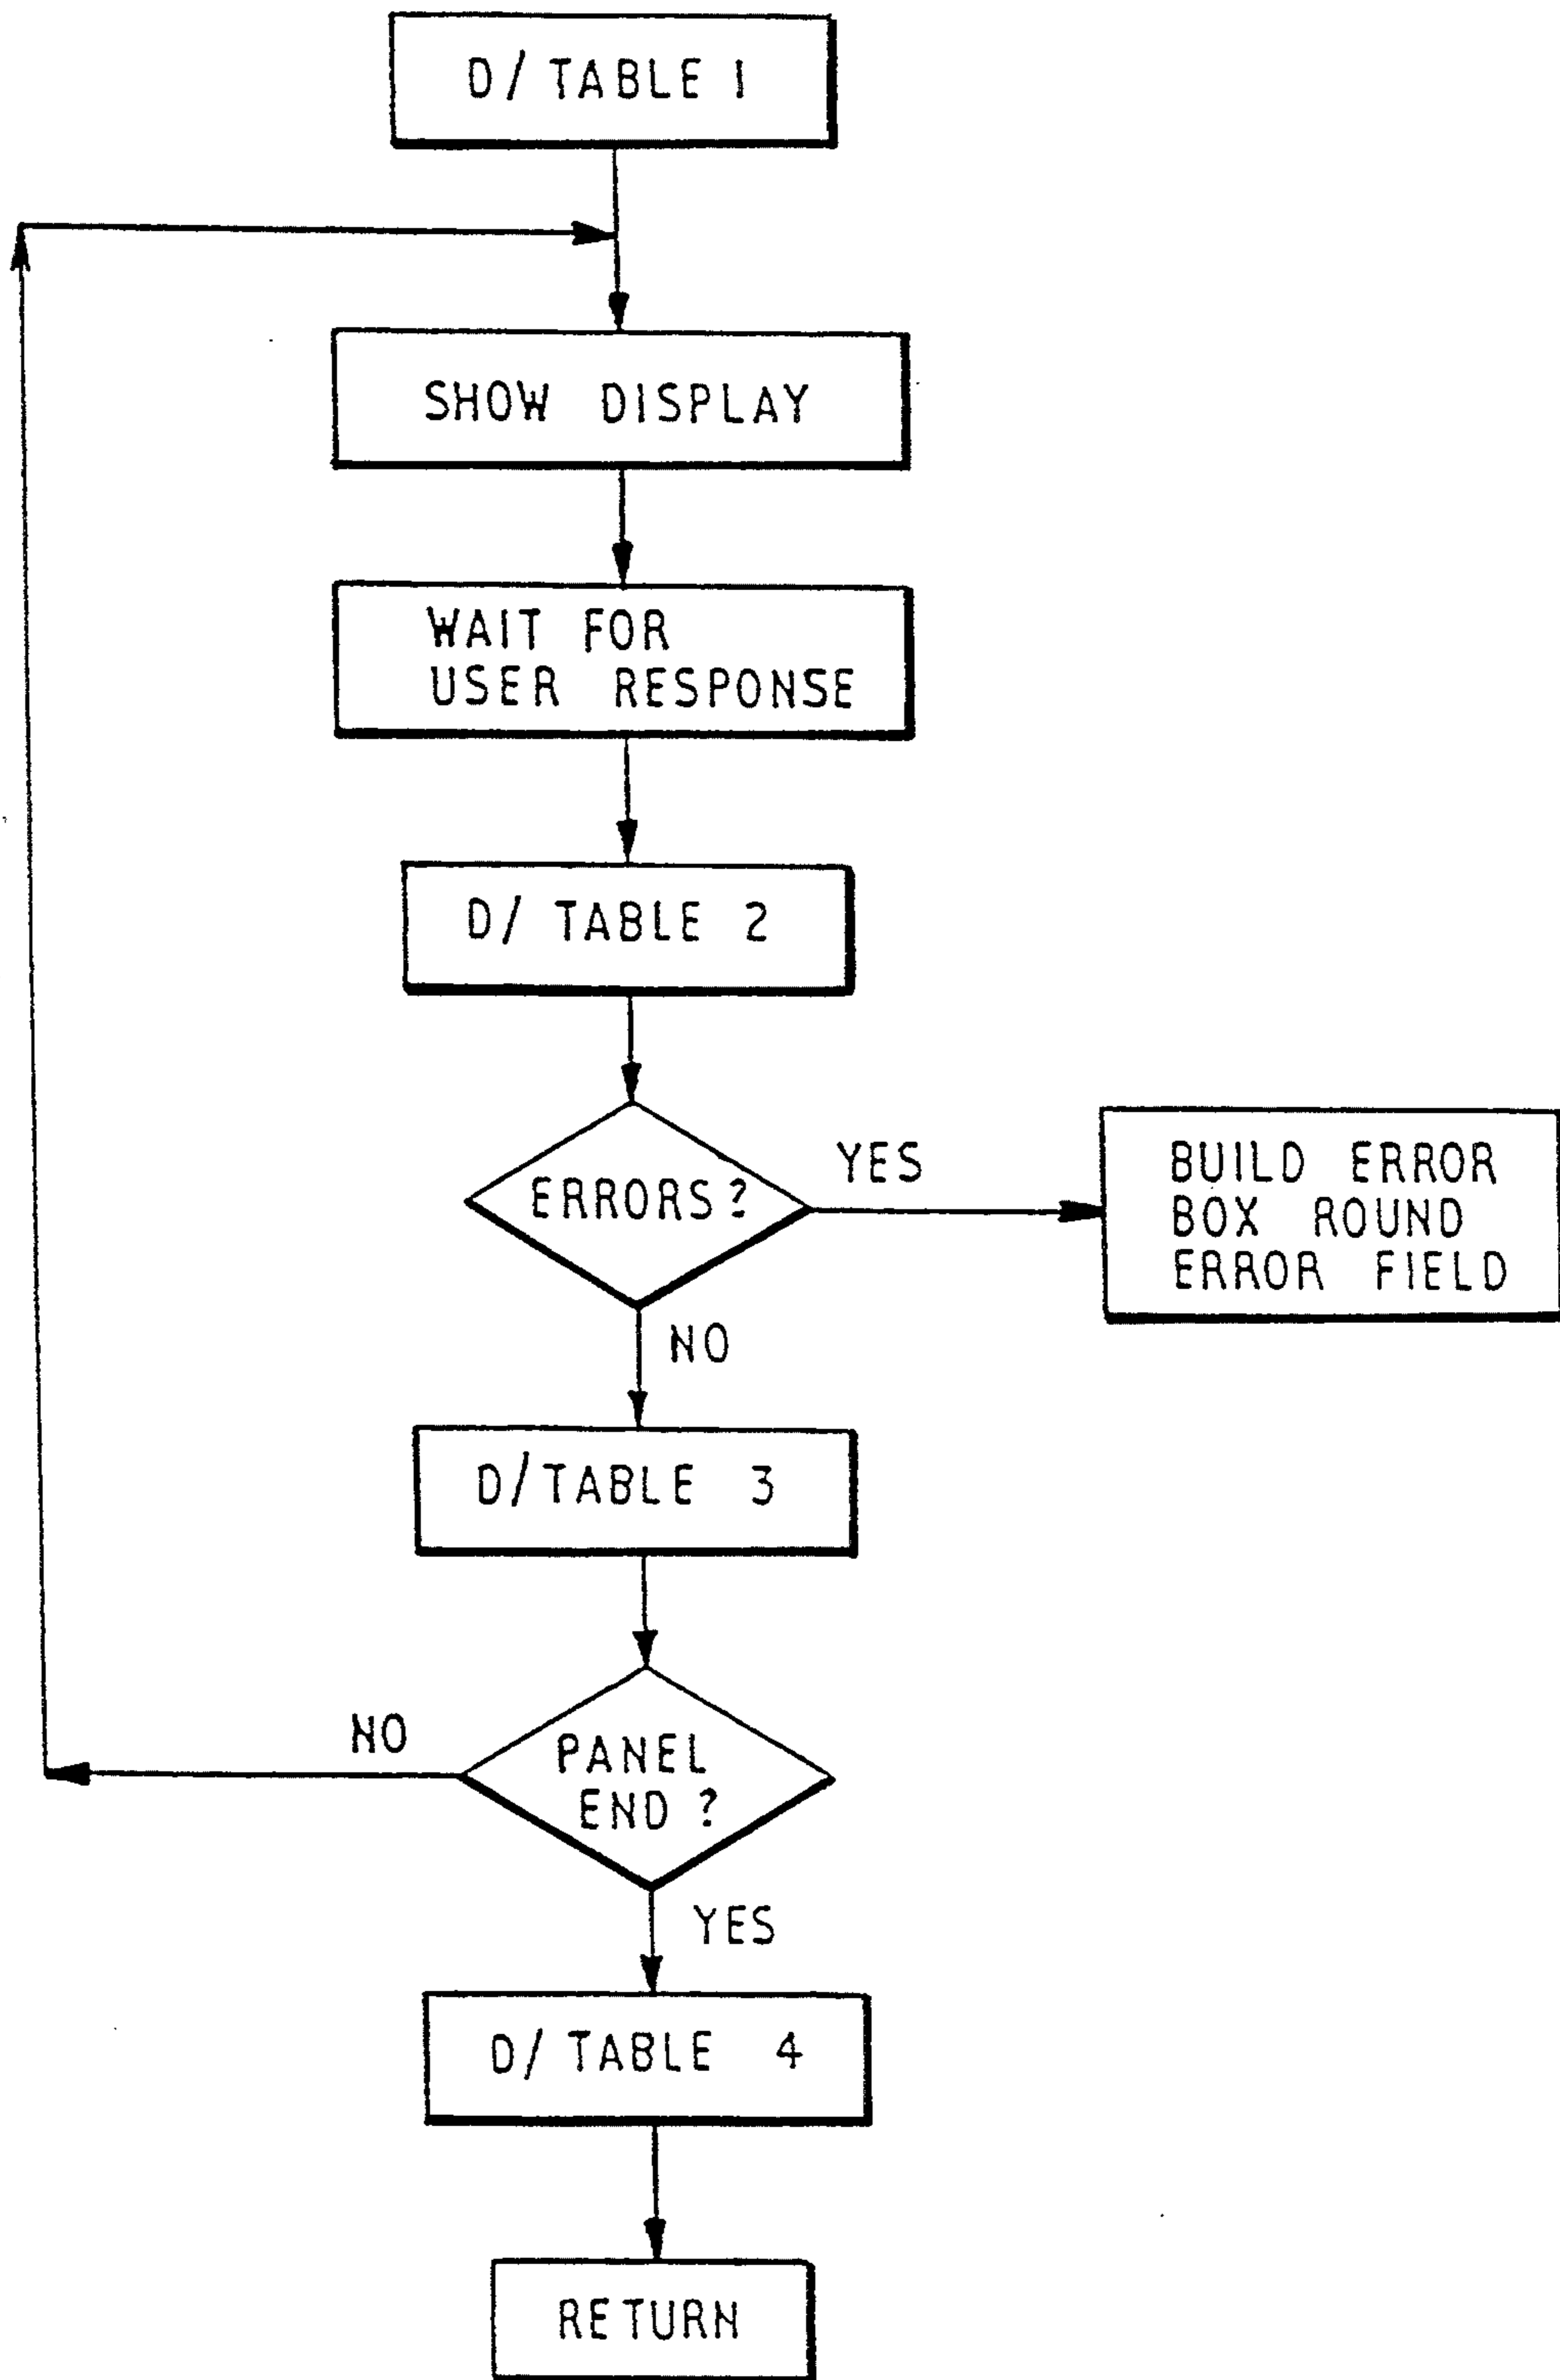 D/ TABLE 1
SHOW DISPLAY
WAIT FOR
USER RESPONSE
D/ TABLE 2
ERRORS?
YES
BUILD ERROR
BOX ROUND
ERROR FIELD
NO
D/TABLE 3
NO
PANEL
END ?
YES
D/ TABLE 4
RETURN